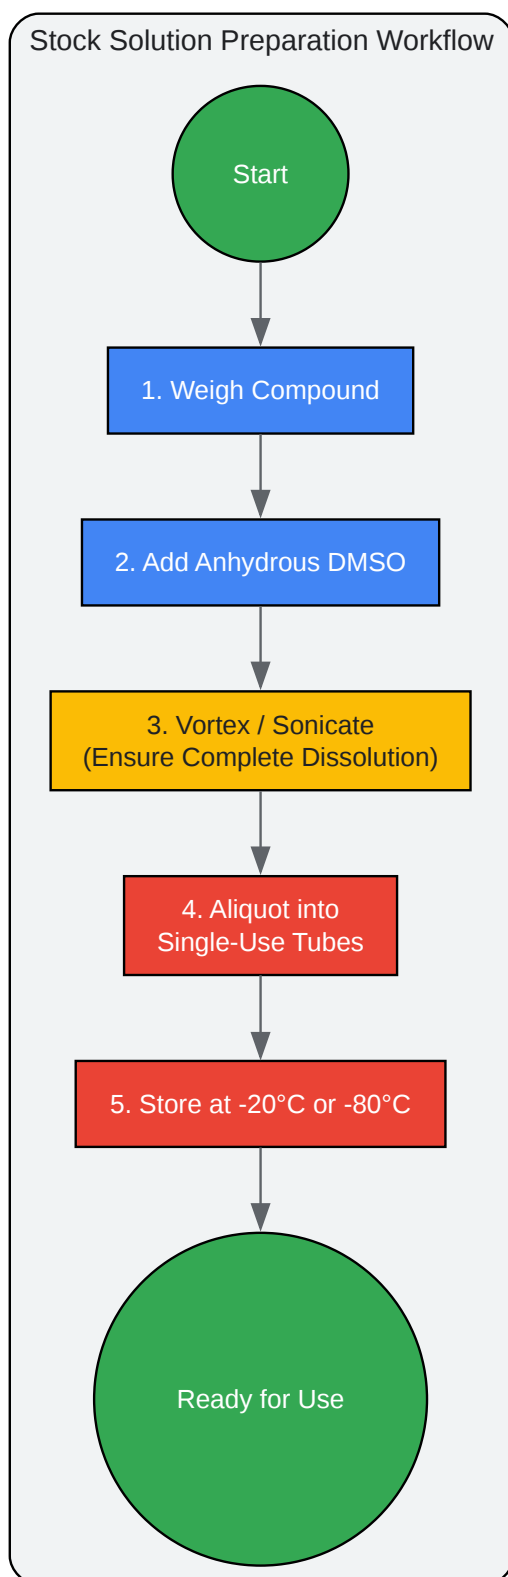 Stock Solution Preparation Workflow
Start
1. Weigh Compound
2. Add Anhydrous DMSO
3. Vortex / Sonicate
(Ensure Complete Dissolution)
4. Aliquot into
Single-Use Tubes
5. Store at -20°C or -80°C
Ready for Use